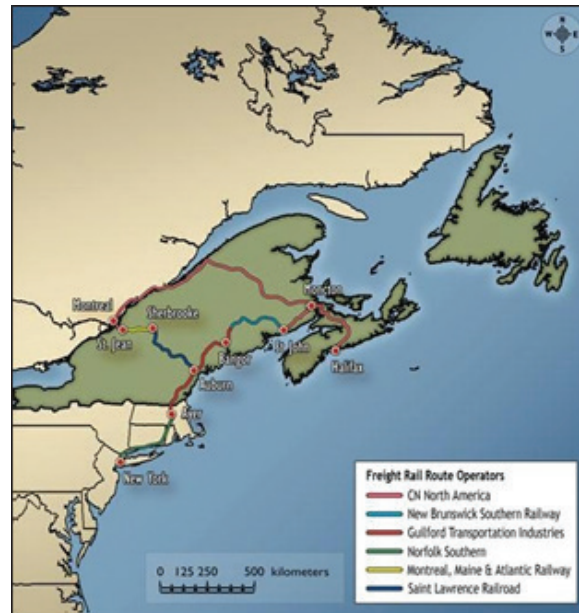 N
W E
S
Moncton
Montreal
Sherbrooke
St. Jean
Bangor
St John
Halifax
Auburn
Ayer
New York
Freight Rail Route Operators
CN North America
New Brunswick Southern Railway
Guilford Transportation Industries
Norfolk Southern
Montreal, Maine & Atlantic Railway
Saint Lawrence Railroad
0 125 250 500 kilometers